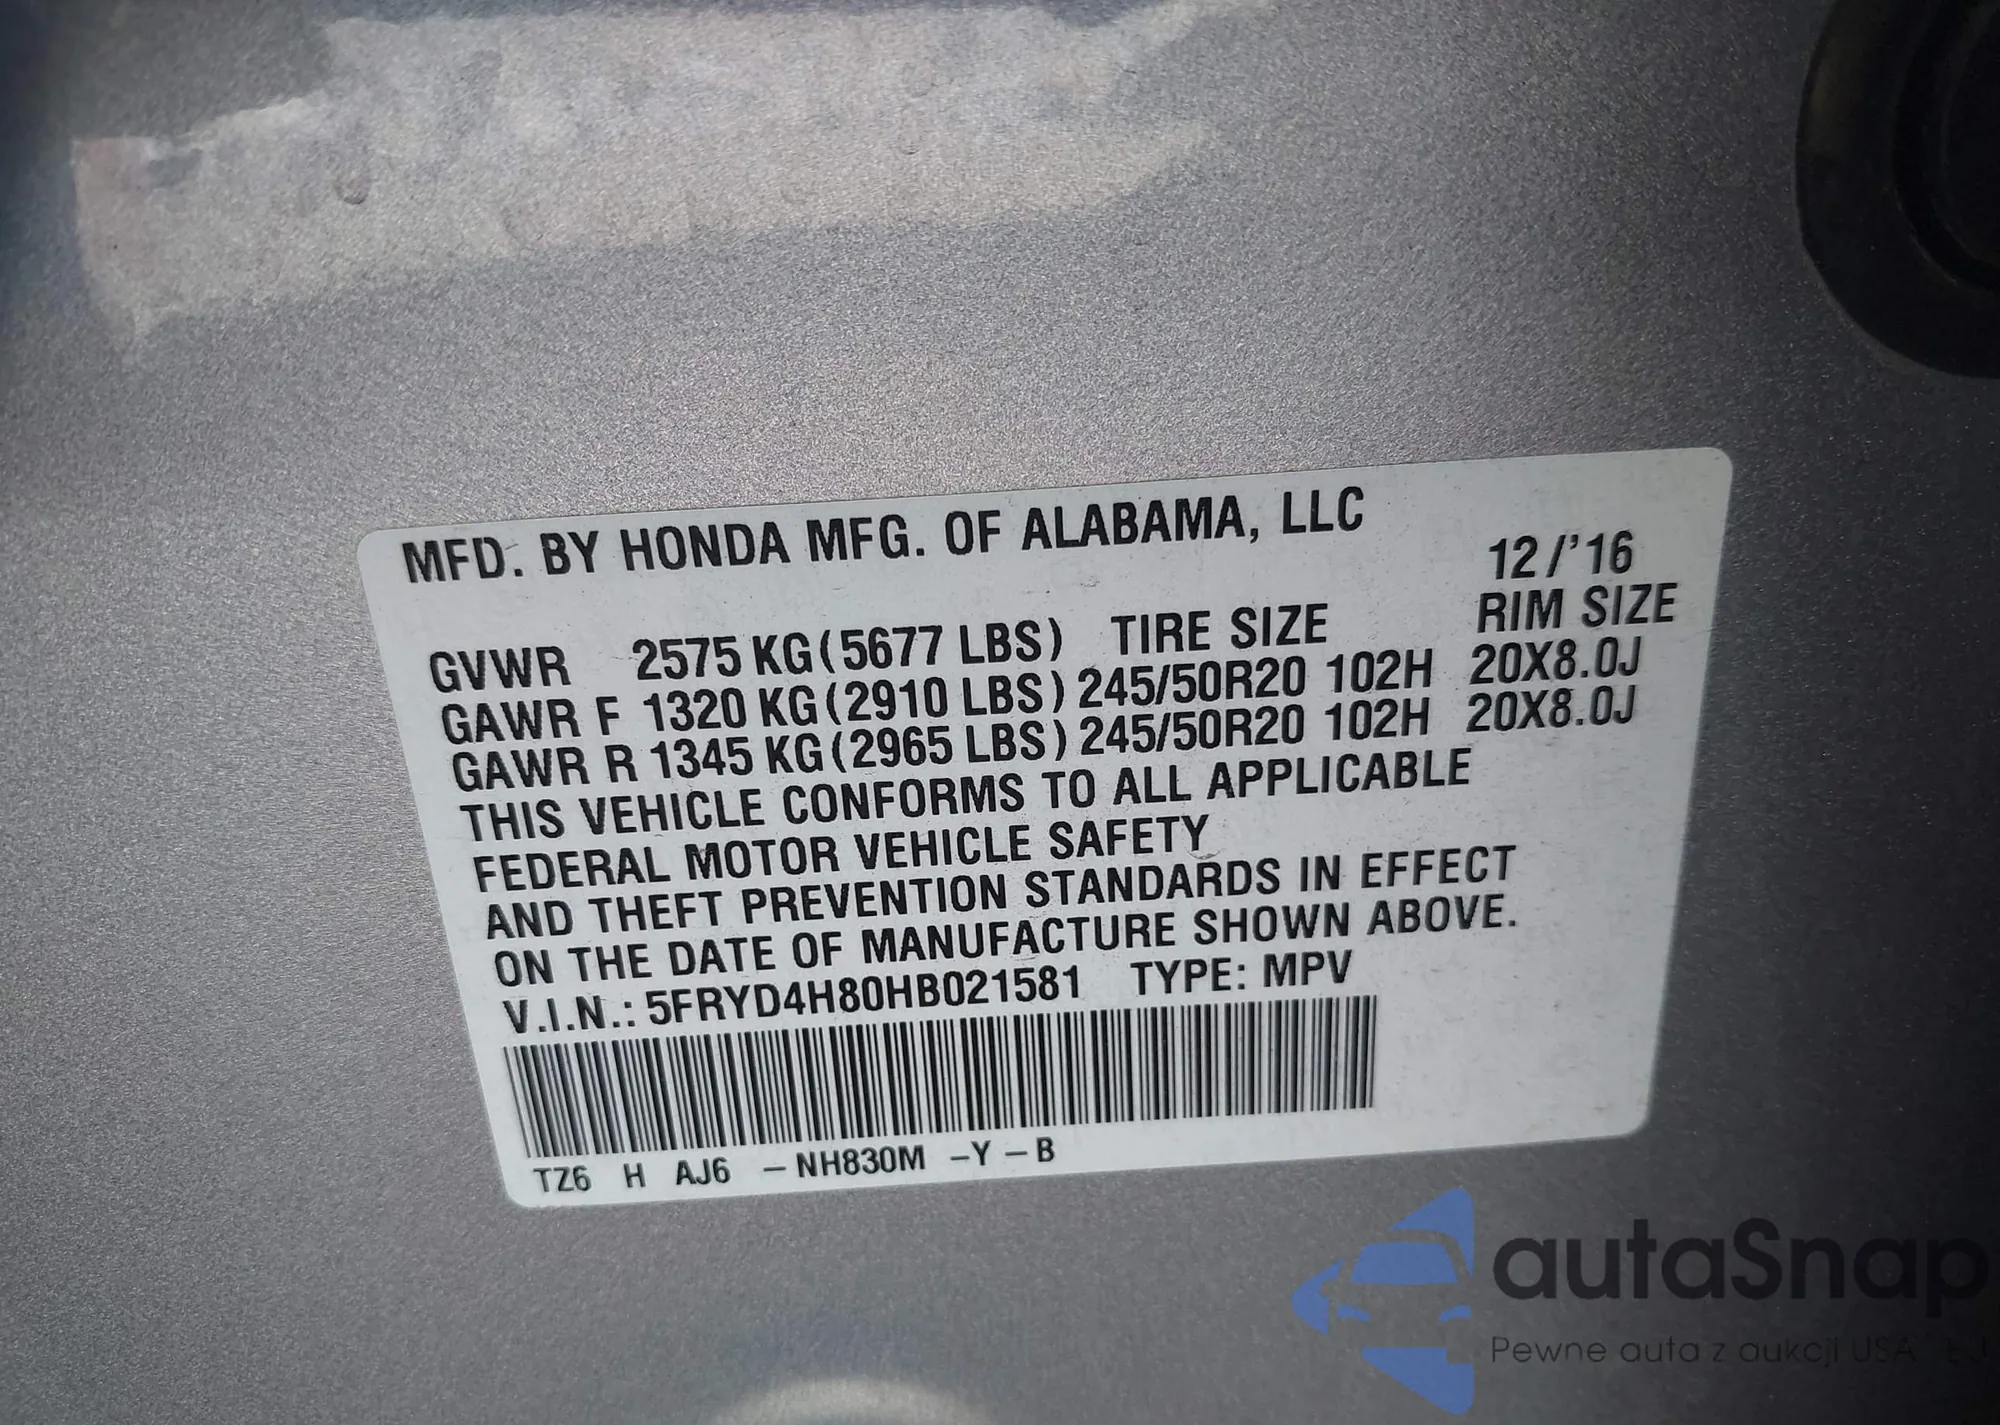 MFD. BY HONDA MFG. OF ALABAMA, LLC
12/'16
GVWR 2575 KG (5677 LBS) TIRE SIZE RIM SIZE
GAWR F 1320 KG (2910 LBS) 245/50R20 102H 20X8.0J
GAWR R 1345 KG (2965 LBS) 245/50R20 102H 20X8.0J
THIS VEHICLE CONFORMS TO ALL APPLICABLE
FEDERAL MOTOR VEHICLE SAFETY
AND THEFT PREVENTION STANDARDS IN EFFECT
ON THE DATE OF MANUFACTURE SHOWN ABOVE.
V.I.N.: 5FRYD4H80HB021581 TYPE: MPV
TZ6 H AJ6 – NH830M –Y – B
autaSnap
Pewne auta z aukcji USA